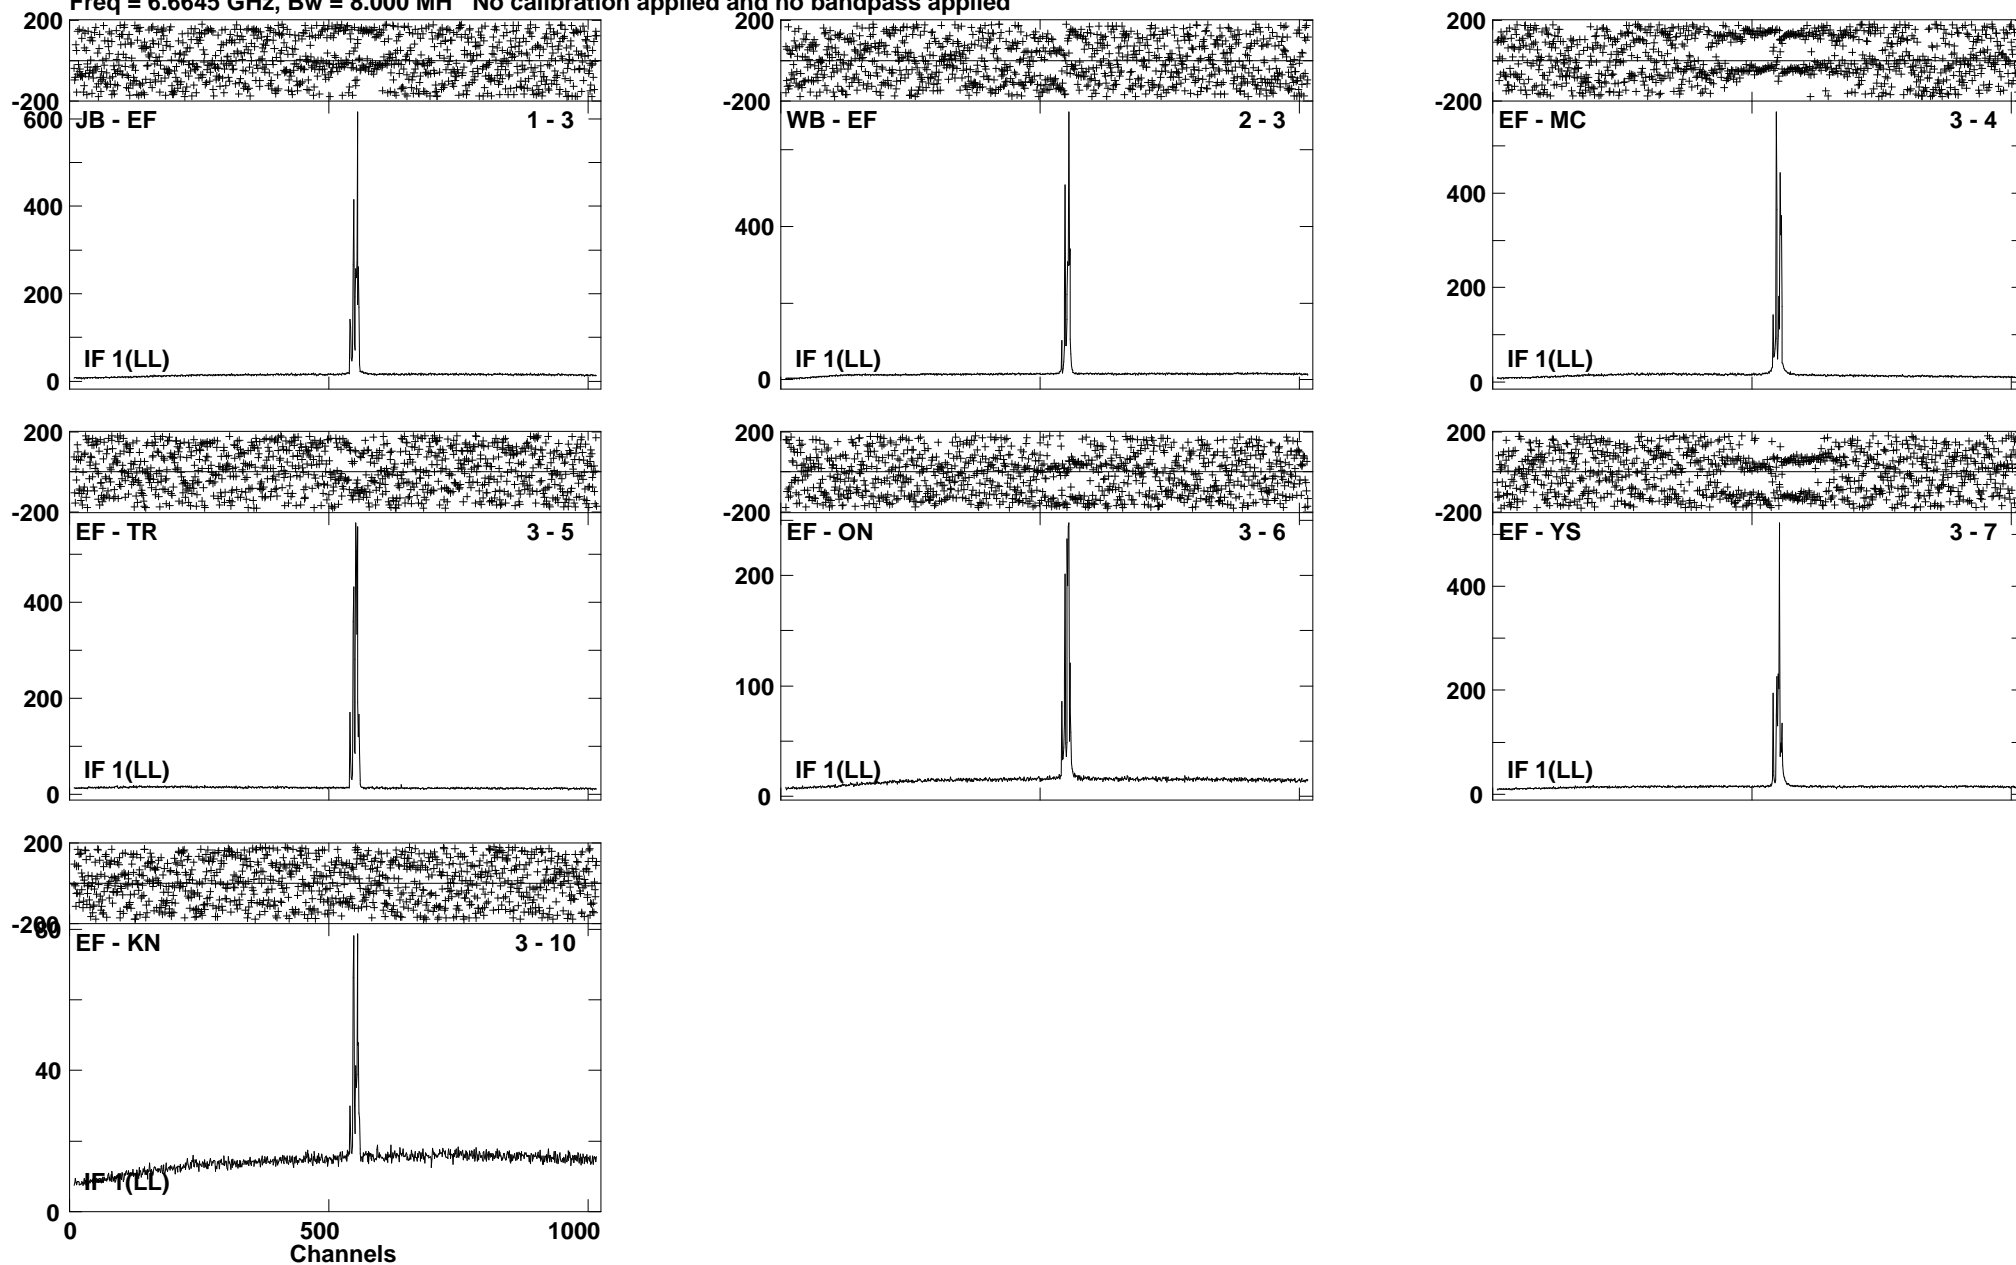 Freq = 6.6645 GHz, Bw = 8.000 MH No calibration applied and no bandpass applied
200
-200
600
JB - EF
1 - 3
400
200
IF 1(LL)
0
200
-200
WB - EF
2 - 3
400
IF 1(LL)
0
200
-200
EF - MC
3 - 4
400
200
IF 1(LL)
0
200
-200
EF - TR
3 - 5
400
200
IF 1(LL)
0
200
-200
EF - ON
3 - 6
200
100
IF 1(LL)
0
200
-200
EF - YS
3 - 7
400
200
IF 1(LL)
0
200
-200
80
EF - KN
3 - 10
40
IF 1(LL)
0
0
500
1000
Channels